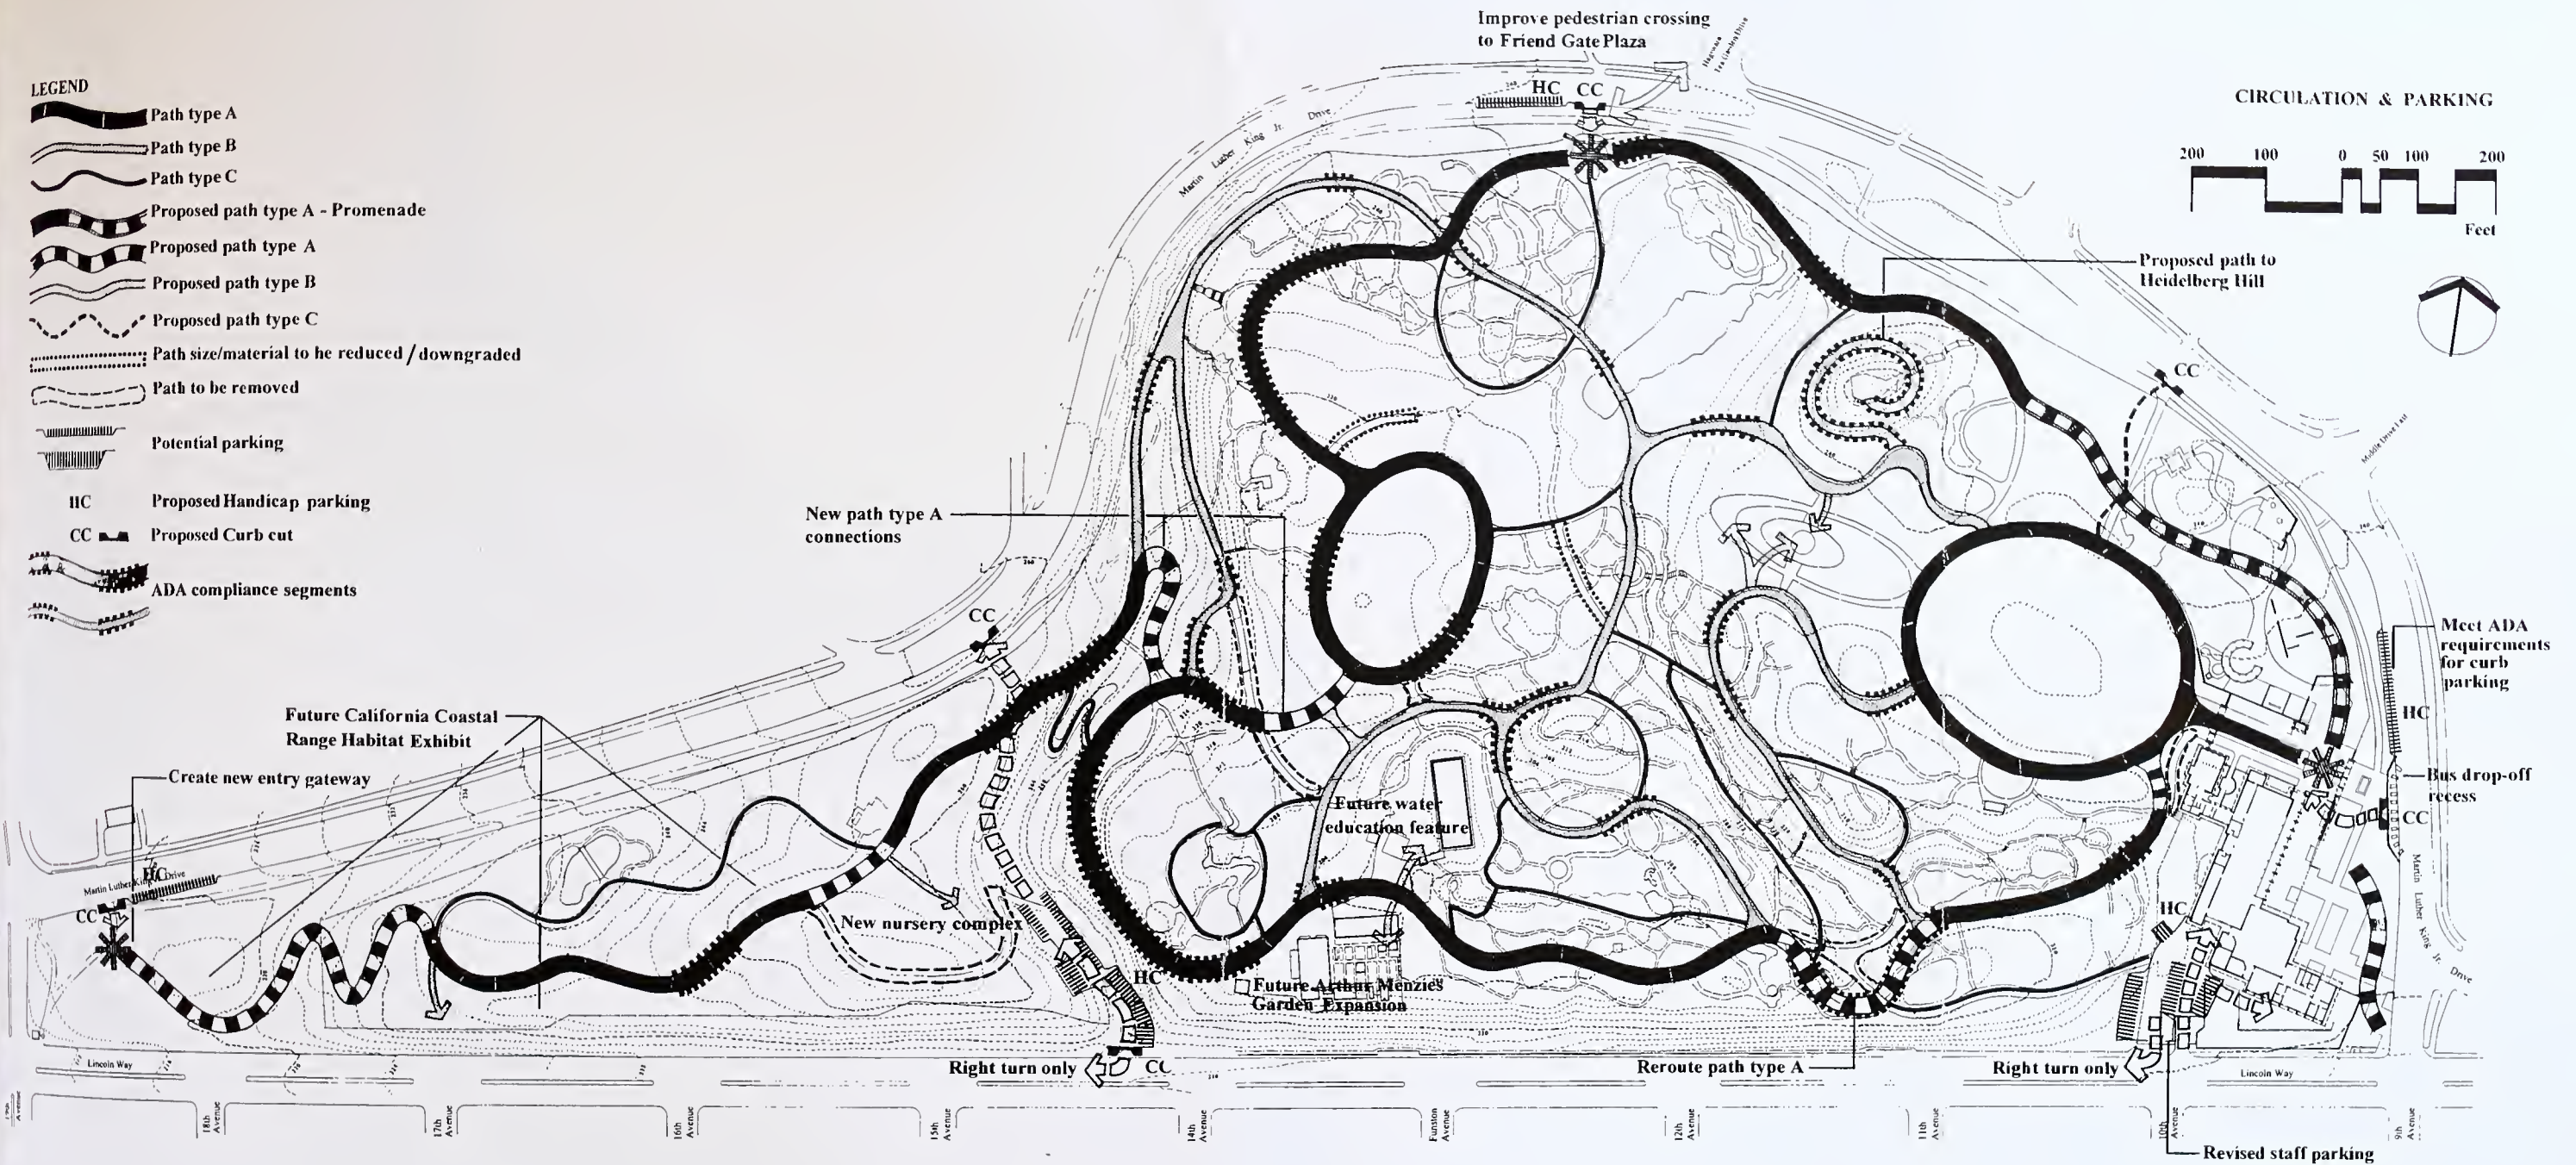 LEGEND
Path type A
Path type B
Path type C
Proposed path type A - Promenade
Proposed path type A
Proposed path type B
Proposed path type C
Path size/material to be reduced / downgraded
Path to be removed
Potential parking
HC Proposed Handicap parking
CC Proposed Curb cut
ADA compliance segments
Improve pedestrian crossing
to Friend Gate Plaza
HC CC
Martin Luther King Jr. Drive
CIRCULATION & PARKING
200 100 0 50 100 200
Feet
Proposed path to
Heidelberg Hill
CC
Middle Drive East
New path type A
connections
CC
Meet ADA
requirements
for curb
parking
HC
Bus drop-off
recess
CC
Martin Luther King Jr. Drive
Future California Coastal
Range Habitat Exhibit
Create new entry gateway
Martin Luther King Drive
HC
CC
Future water
education feature
New nursery complex
HC
HC
Future Arthur Menzies
Garden Expansion
Right turn only
CC
Reroute path type A
Right turn only
Lincoln Way
Lincoln Way
18th Avenue
17th Avenue
16th Avenue
15th Avenue
14th Avenue
Funston Avenue
12th Avenue
11th Avenue
10th Avenue
9th Avenue
Revised staff parking